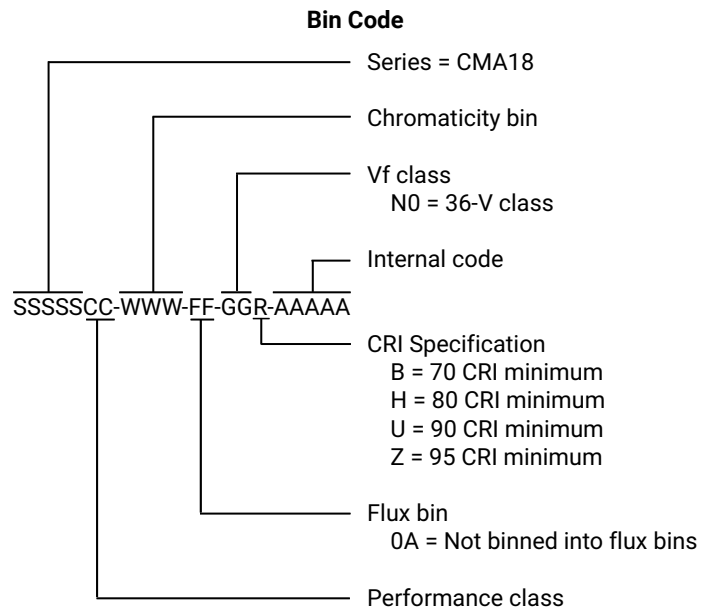 Bin Code
Series = CMA18
Chromaticity bin
Vf class
N0 = 36-V class
Internal code
SSSSSCC-WWW-FF-GGR-AAAAA
CRI Specification
B = 70 CRI minimum
H = 80 CRI minimum
U = 90 CRI minimum
Z = 95 CRI minimum
Flux bin
0A = Not binned into flux bins
Performance class